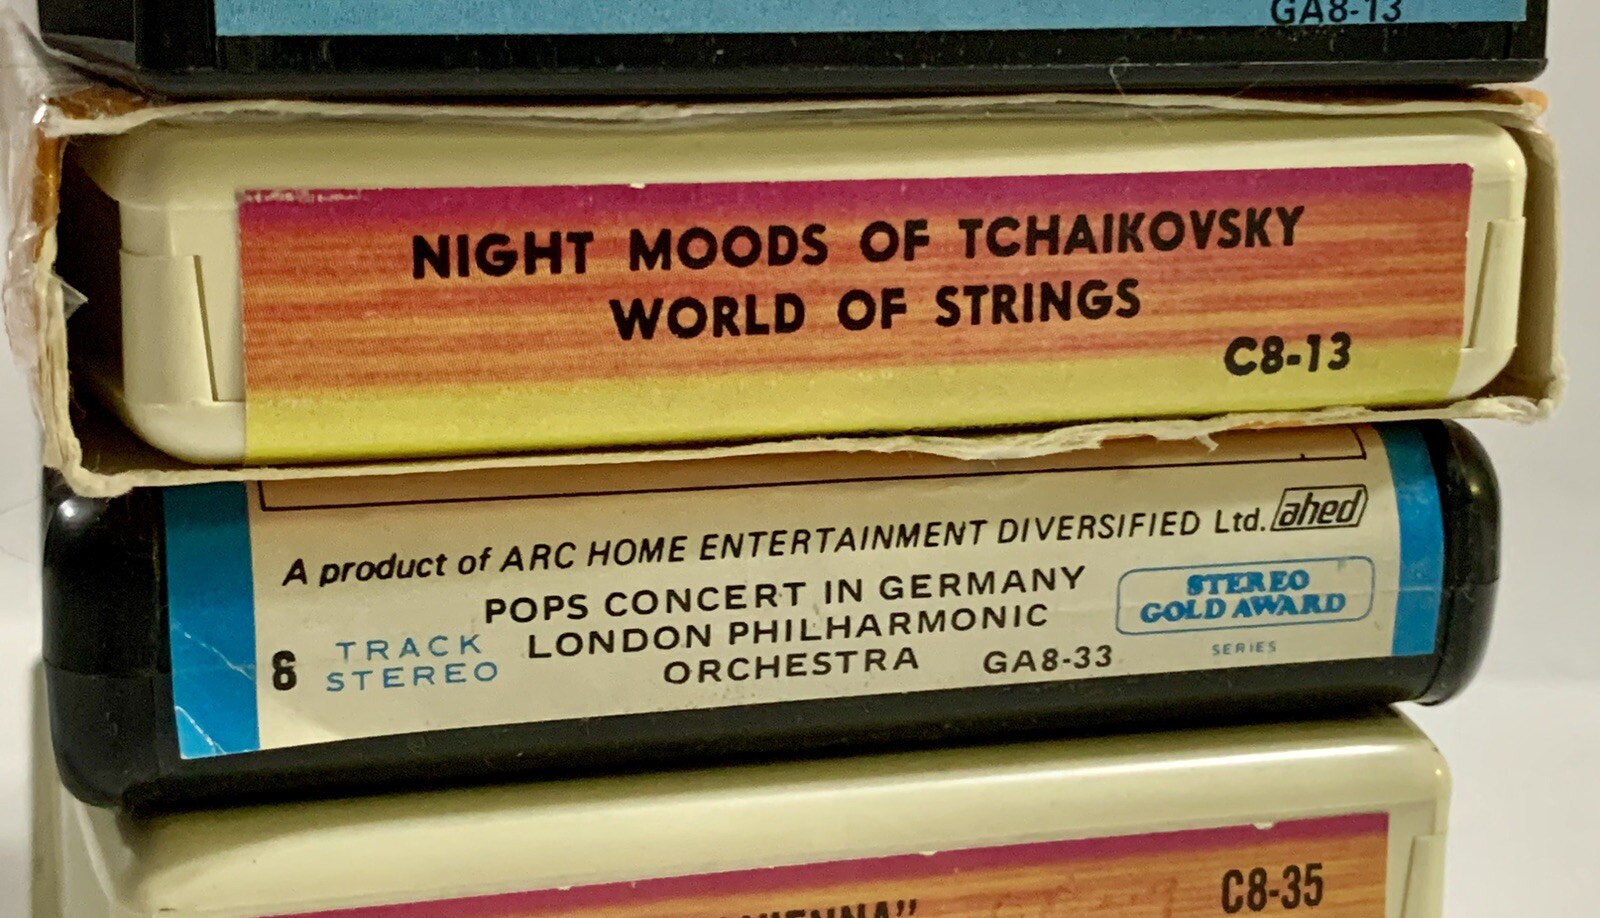 GA8-13
NIGHT MOODS OF TCHAIKOVSKY
WORLD OF STRINGS
C8-13
A product of ARC HOME ENTERTAINMENT DIVERSIFIED Ltd. ahed
POPS CONCERT IN GERMANY
LONDON PHILHARMONIC
ORCHESTRA GA8-33
8 TRACK
STEREO
STEREO
GOLD AWARD
SERIES
C8-35
VIENNA"